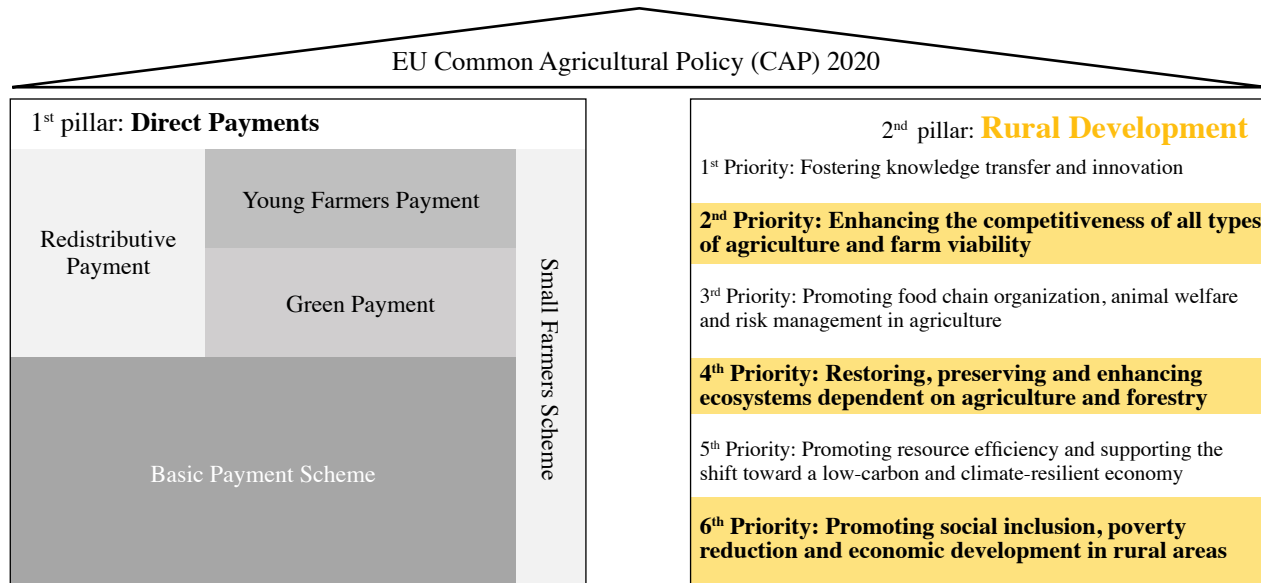 EU Common Agricultural Policy (CAP) 2020
1st pillar: Direct Payments
Redistributive
Payment
Young Farmers Payment
Green Payment
Basic Payment Scheme
Small Farmers Scheme
2nd pillar: Rural Development
1st Priority: Fostering knowledge transfer and innovation
2nd Priority: Enhancing the competitiveness of all types
of agriculture and farm viability
3rd Priority: Promoting food chain organization, animal welfare
and risk management in agriculture
4th Priority: Restoring, preserving and enhancing
ecosystems dependent on agriculture and forestry
5th Priority: Promoting resource efficiency and supporting the
shift toward a low-carbon and climate-resilient economy
6th Priority: Promoting social inclusion, poverty
reduction and economic development in rural areas